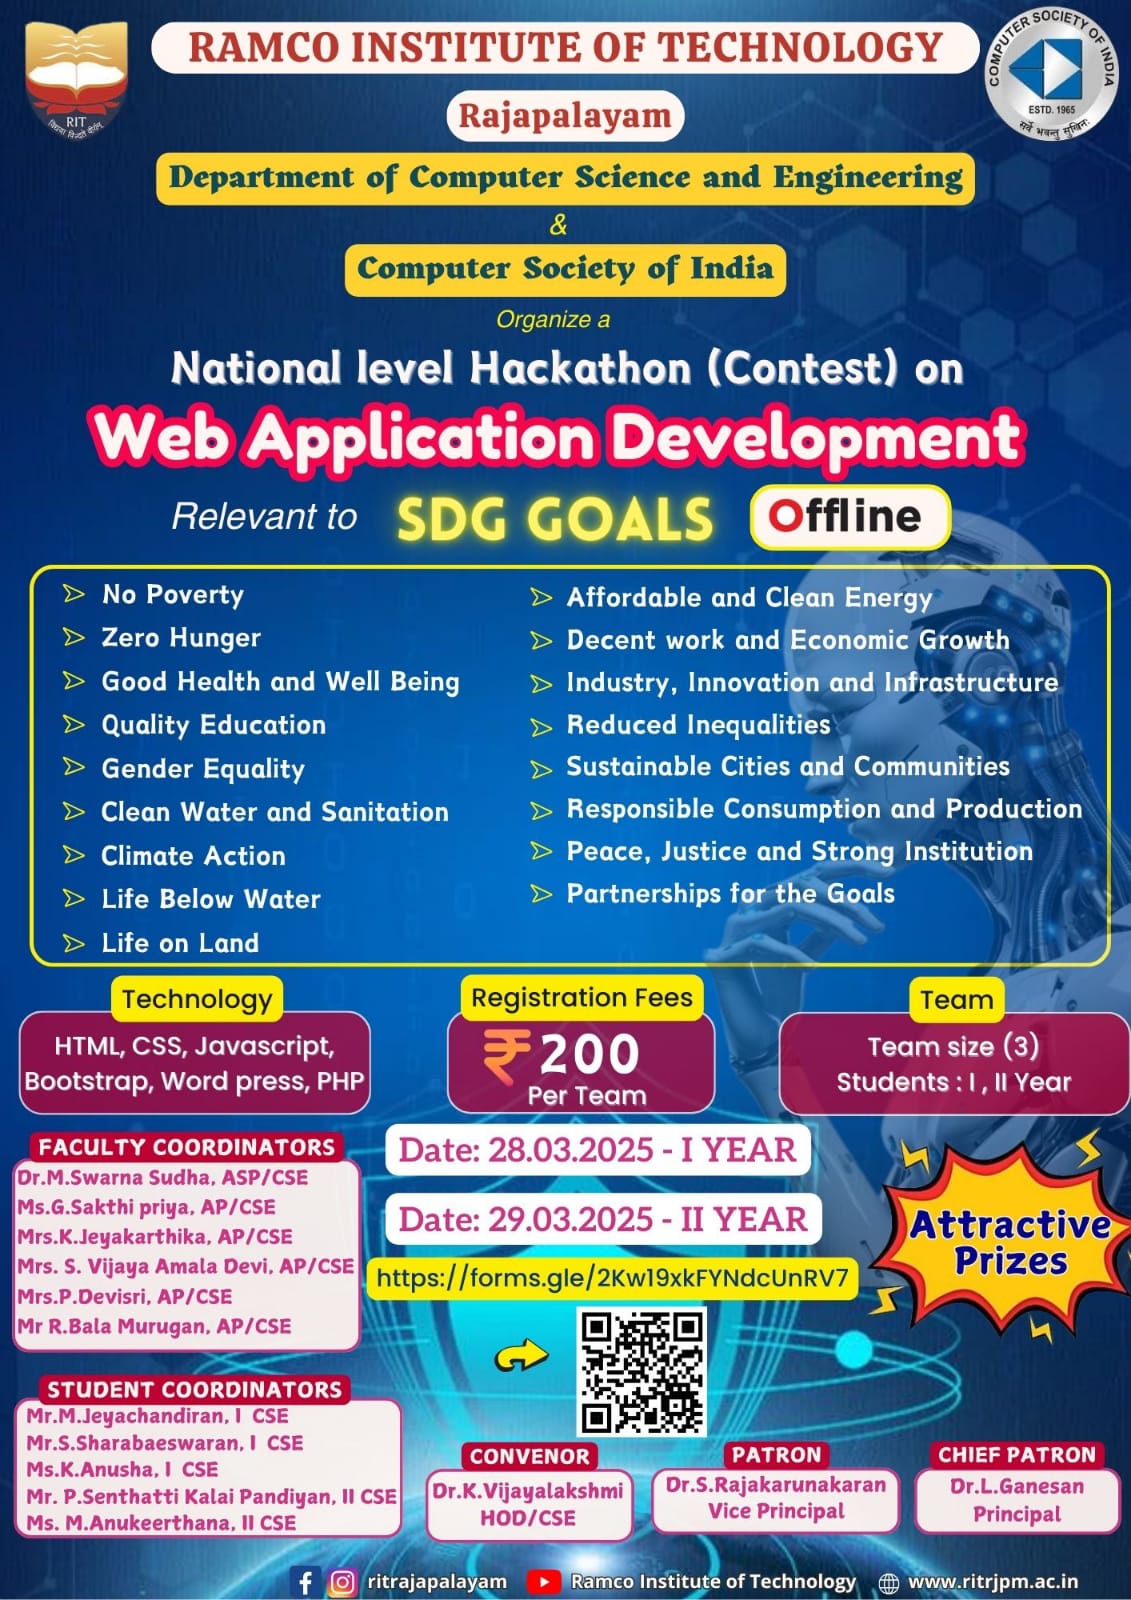 RAMCO INSTITUTE OF TECHNOLOGY
RIT
विद्यया विन्दते वीर्यम्
COMPUTER SOCIETY OF INDIA
ESTD. 1965
सर्वे भवन्तु सुखिनः
Rajapalayam
Department of Computer Science and Engineering
&
Computer Society of India
Organize a
National level Hackathon (Contest) on
Web Application Development
Relevant to SDG GOALS Offline
No Poverty
Zero Hunger
Good Health and Well Being
Quality Education
Gender Equality
Clean Water and Sanitation
Climate Action
Life Below Water
Life on Land
Affordable and Clean Energy
Decent work and Economic Growth
Industry, Innovation and Infrastructure
Reduced Inequalities
Sustainable Cities and Communities
Responsible Consumption and Production
Peace, Justice and Strong Institution
Partnerships for the Goals
Technology
HTML, CSS, Javascript,
Bootstrap, Word press, PHP
Registration Fees
₹ 200
Per Team
Team
Team size (3)
Students : I , II Year
FACULTY COORDINATORS
Dr.M.Swarna Sudha, ASP/CSE
Ms.G.Sakthi priya, AP/CSE
Mrs.K.Jeyakarthika, AP/CSE
Mrs. S. Vijaya Amala Devi, AP/CSE
Mrs.P.Devisri, AP/CSE
Mr R.Bala Murugan, AP/CSE
Date: 28.03.2025 - I YEAR
Date: 29.03.2025 - II YEAR
https://forms.gle/2Kw19xkFYNdcUnRV7
Attractive
Prizes
STUDENT COORDINATORS
Mr.M.Jeyachandiran, I CSE
Mr.S.Sharabaeswaran, I CSE
Ms.K.Anusha, I CSE
Mr. P.Senthatti Kalai Pandiyan, II CSE
Ms. M.Anukeerthana, II CSE
CONVENOR
Dr.K.Vijayalakshmi
HOD/CSE
PATRON
Dr.S.Rajakarunakaran
Vice Principal
CHIEF PATRON
Dr.L.Ganesan
Principal
ritrajapalayam Ramco Institute of Technology www.ritrjpm.ac.in